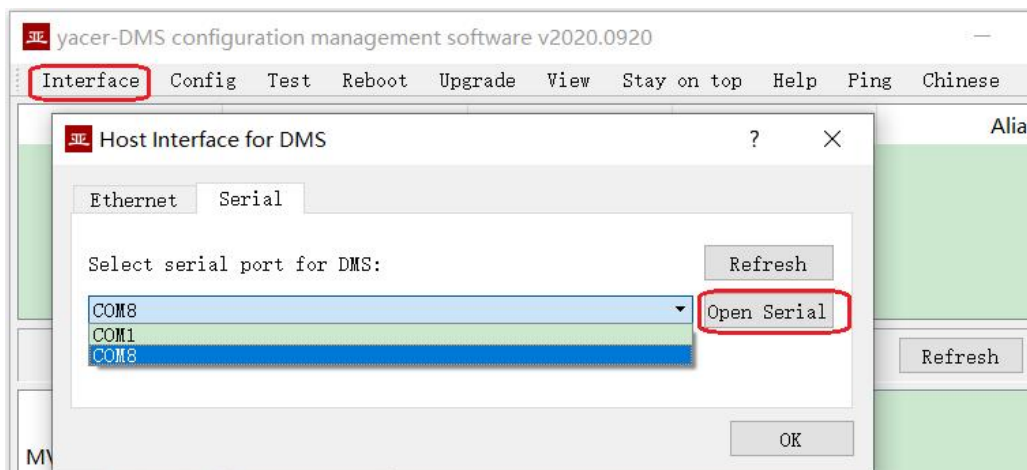 亚 yacer-DMS configuration management software v2020.0920
Interface Config Test Reboot Upgrade View Stay on top Help Ping Chinese
Alia
亚 Host Interface for DMS
Ethernet Serial
Select serial port for DMS:
Refresh
COM8
Open Serial
COM1
COM8
Refresh
OK
MV